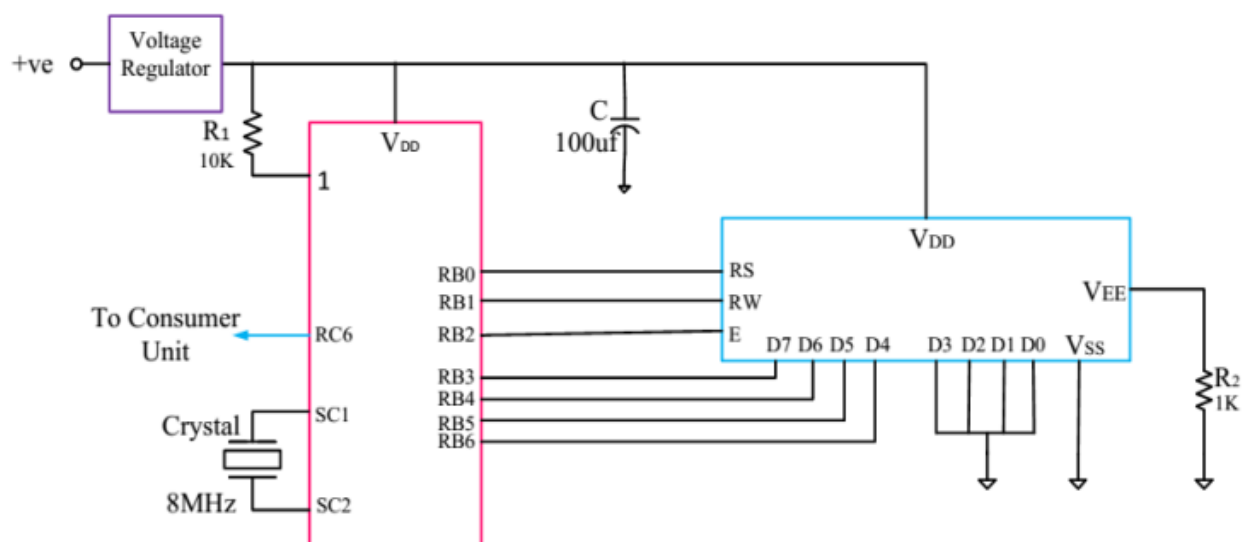 Voltage
Regulator
+ve
R1
10K
VDD
C
100uf
1
VDD
RB0
RS
RB1
RW
VEE
To Consumer
Unit
RC6
RB2
E
D7 D6 D5 D4 D3 D2 D1 D0 VSS
RB3
RB4
RB5
RB6
R2
1K
SC1
Crystal
8MHz
SC2